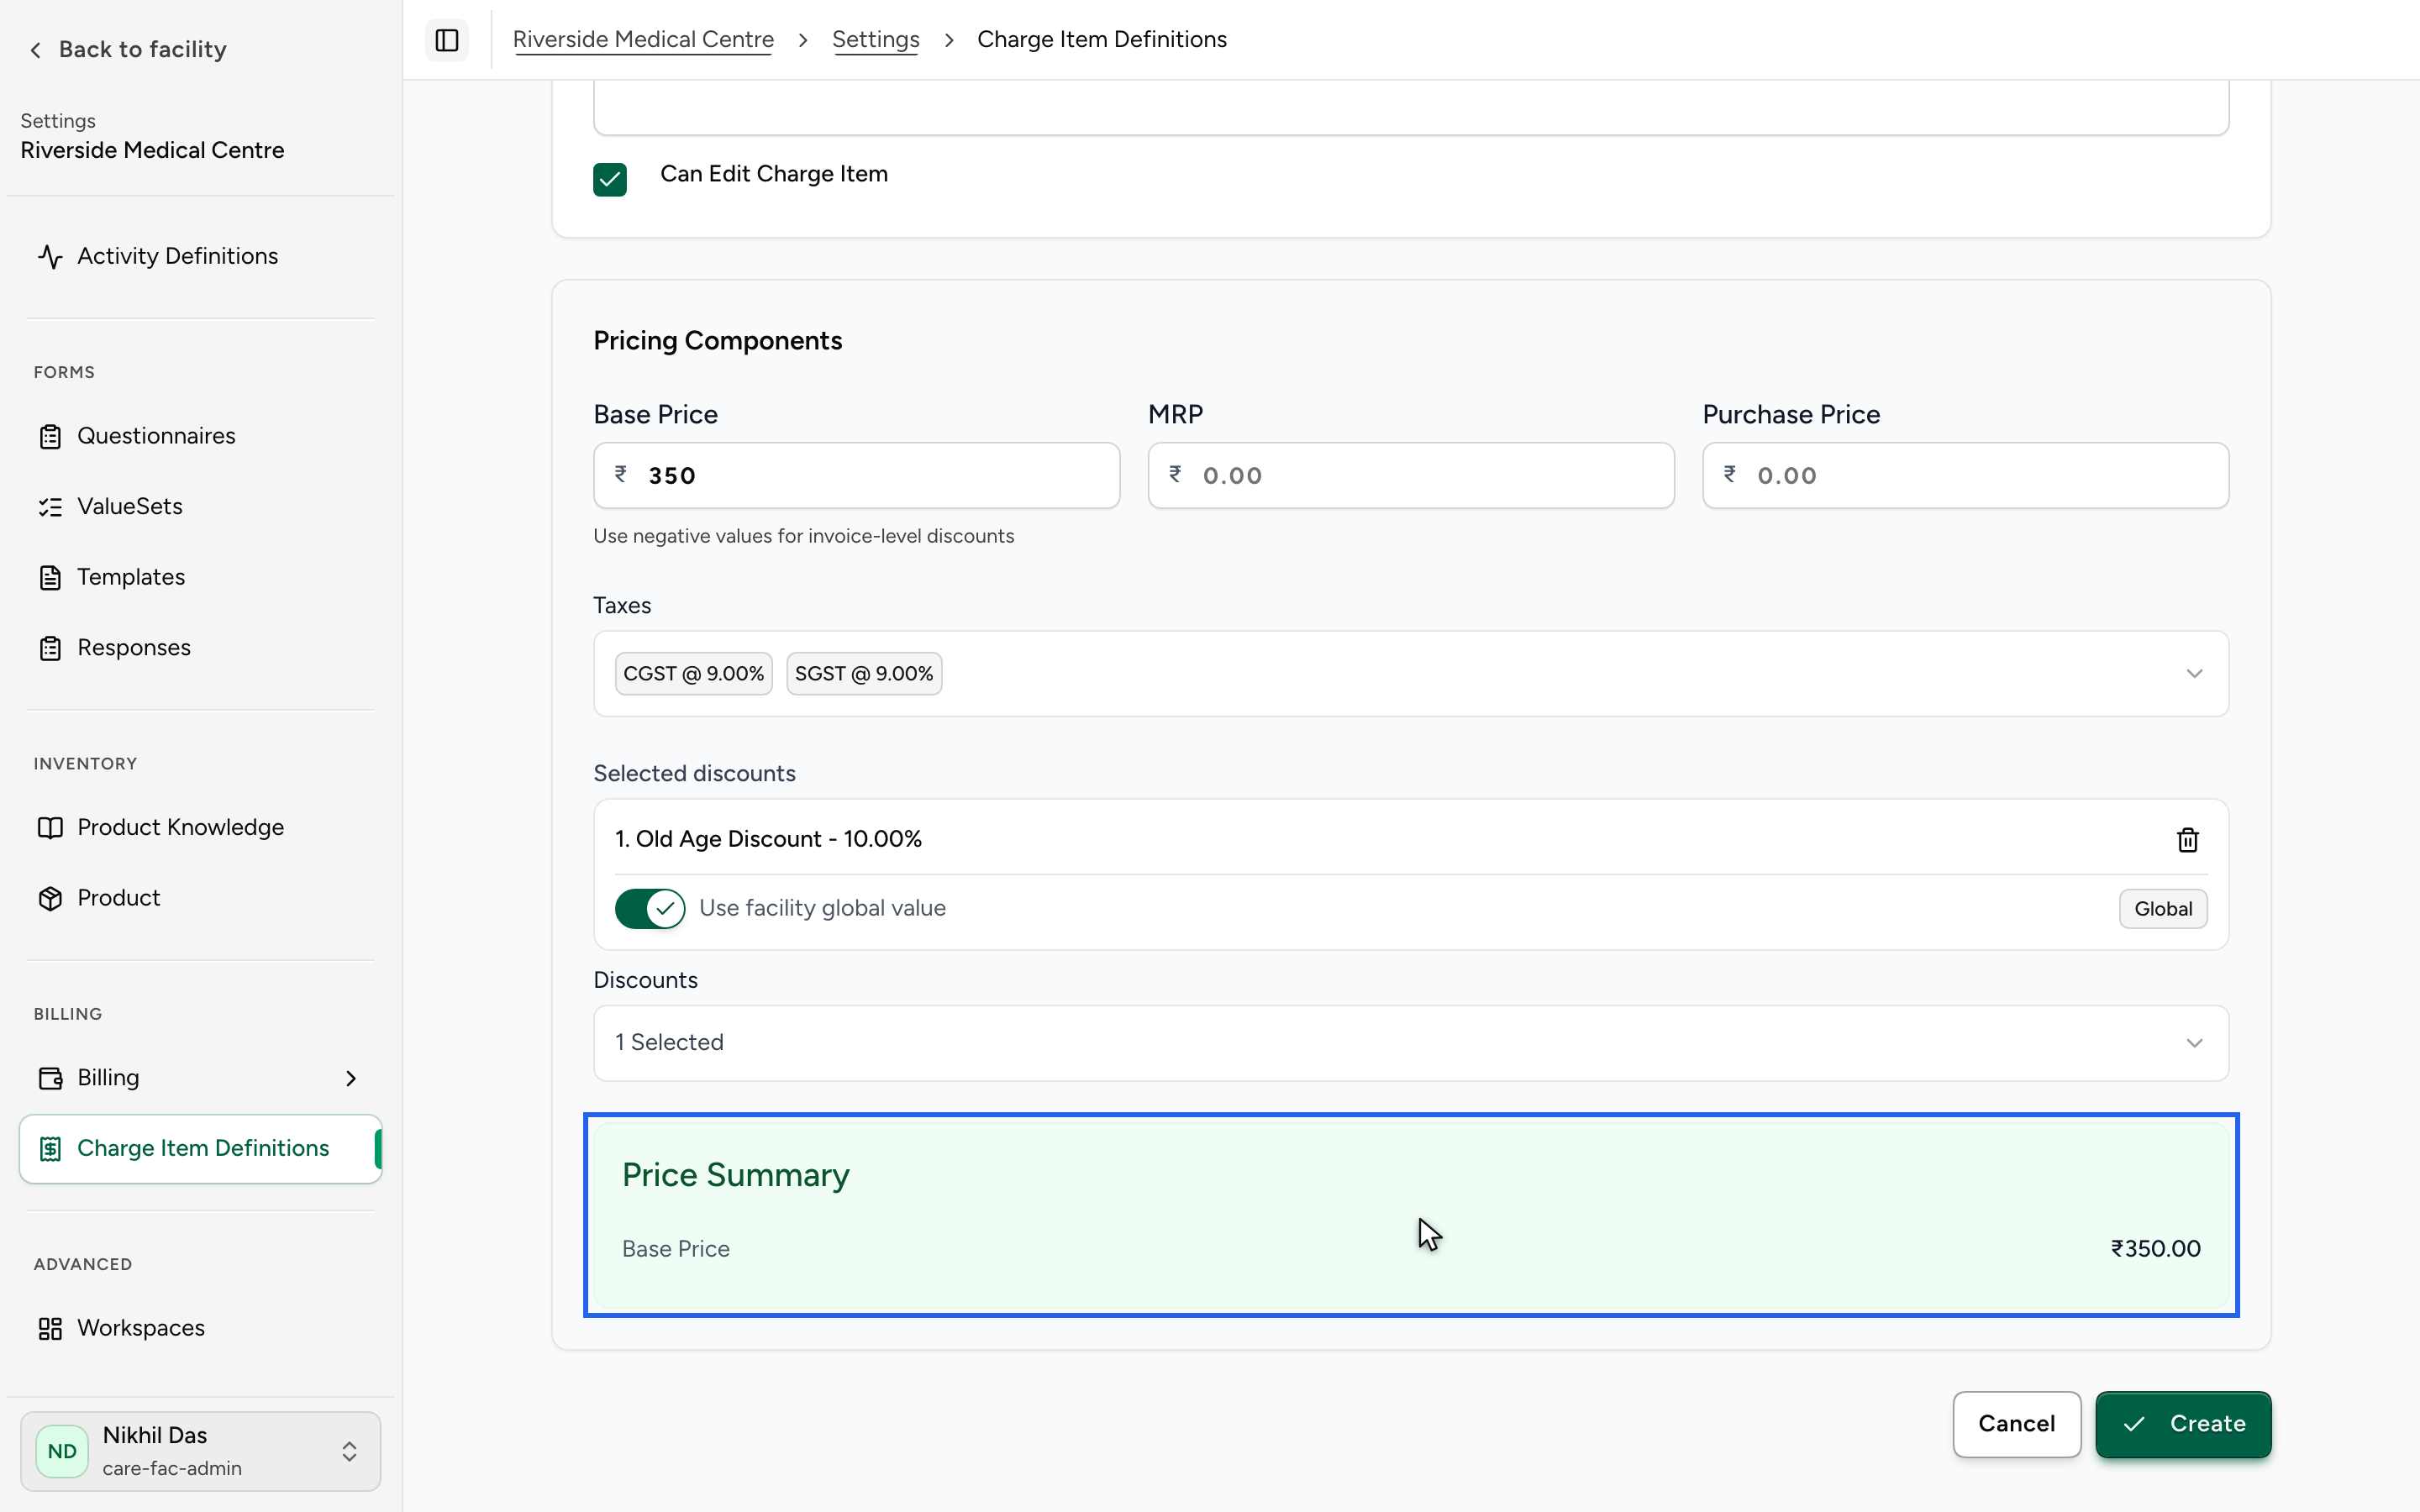 Back to facility
Settings
Riverside Medical Centre
Activity Definitions
FORMS
Questionnaires
ValueSets
Templates
Responses
INVENTORY
Product Knowledge
Product
BILLING
Billing
Charge Item Definitions
ADVANCED
Workspaces
ND
Nikhil Das
care-fac-admin
Riverside Medical Centre > Settings > Charge Item Definitions
Can Edit Charge Item
Pricing Components
Base Price MRP Purchase Price
₹ 350 ₹ 0.00 ₹ 0.00
Use negative values for invoice-level discounts
Taxes
CGST @ 9.00% SGST @ 9.00%
Selected discounts
1. Old Age Discount - 10.00%
Use facility global value Global
Discounts
1 Selected
Price Summary
Base Price ₹350.00
Cancel Create